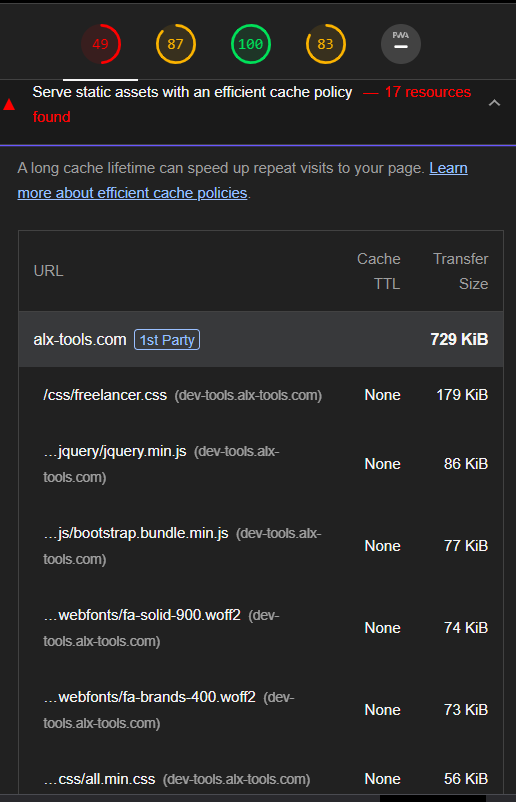 49 87 100 83 PWA
Serve static assets with an efficient cache policy — 17 resources
found
A long cache lifetime can speed up repeat visits to your page. Learn
more about efficient cache policies.
URL Cache TTL Transfer Size
alx-tools.com 1st Party 729 KiB
/css/freelancer.css (dev-tools.alx-tools.com) None 179 KiB
…jquery/jquery.min.js (dev-tools.alx-
tools.com) None 86 KiB
…js/bootstrap.bundle.min.js (dev-tools.alx-
tools.com) None 77 KiB
…webfonts/fa-solid-900.woff2 (dev-
tools.alx-tools.com) None 74 KiB
…webfonts/fa-brands-400.woff2 (dev-
tools.alx-tools.com) None 73 KiB
…css/all.min.css (dev-tools.alx-tools.com) None 56 KiB